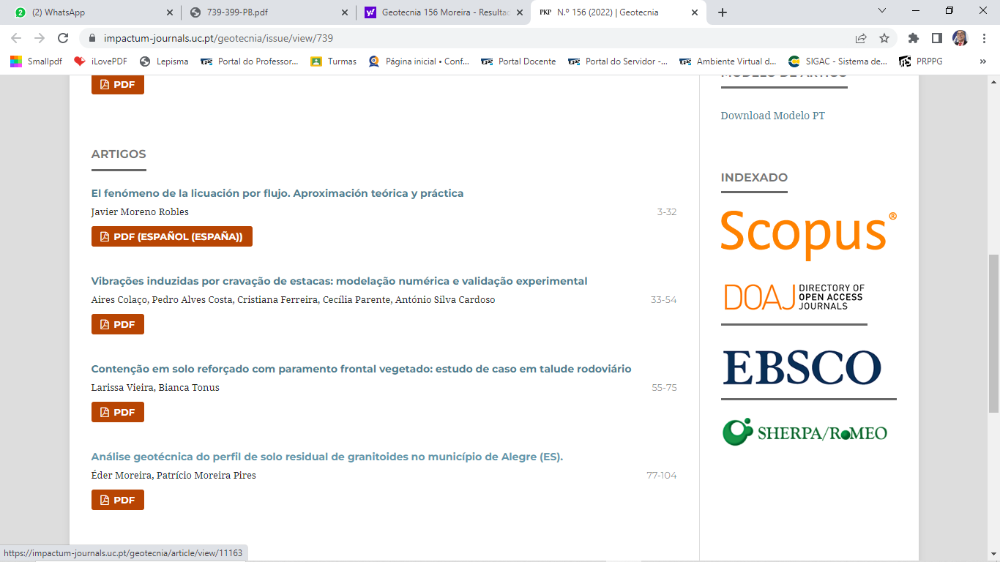 (2) WhatsApp
739-399-PB.pdf
Geotecnia 156 Moreira - Resultad
PKP N.º 156 (2022) | Geotecnia
impactum-journals.uc.pt/geotecnia/issue/view/739
Smallpdf
iLovePDF
Lepisma
Portal do Professor...
Turmas
Página inicial • Conf...
Portal Docente
Portal do Servidor -...
Ambiente Virtual d...
SIGAC - Sistema de...
PRPPG
»
PDF
ARTIGOS
El fenómeno de la licuación por flujo. Aproximación teórica y práctica
Javier Moreno Robles 3-32
PDF (ESPAÑOL (ESPAÑA))
Vibrações induzidas por cravação de estacas: modelação numérica e validação experimental
Aires Colaço, Pedro Alves Costa, Cristiana Ferreira, Cecília Parente, António Silva Cardoso 33-54
PDF
Contenção em solo reforçado com paramento frontal vegetado: estudo de caso em talude rodoviário
Larissa Vieira, Bianca Tonus 55-75
PDF
Análise geotécnica do perfil de solo residual de granitoides no município de Alegre (ES).
Éder Moreira, Patrício Moreira Pires 77-104
PDF
MODELO DE ARTIGO
Download Modelo PT
INDEXADO
Scopus®
DOAJ DIRECTORY OF
OPEN ACCESS
JOURNALS
EBSCO
SHERPA/RoMEO
https://impactum-journals.uc.pt/geotecnia/article/view/11163